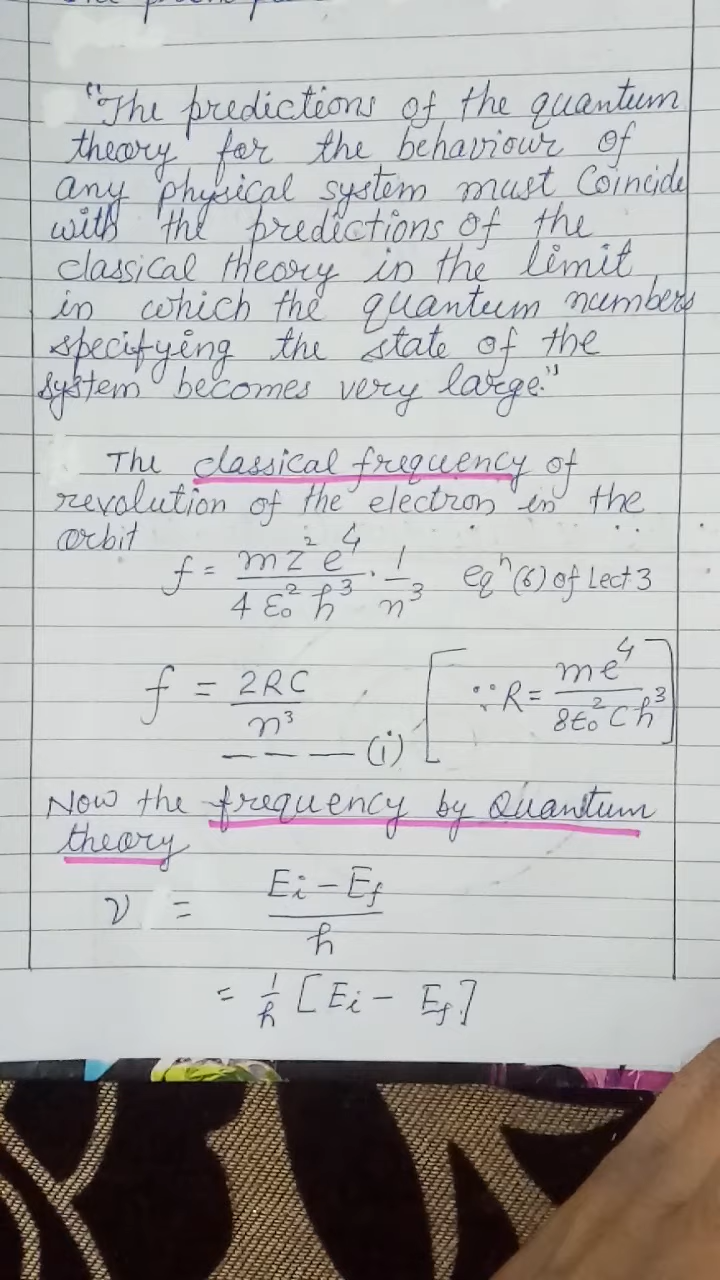 "The predictions of the quantum
theory for the behaviour of
any physical system must Coincide
with the predictions of the
classical theory in the limit
in which the quantum numbers
specifying the state of the
system becomes very large."
The classical frequency of
revolution of the electron in the
orbit
f = mz²e⁴/4ε₀²h³ · 1/n³ eqⁿ(6) of Lect 3
f = 2RC/n³ [∵R = me⁴/8ε₀²Ch³]
———(i)
Now the frequency by Quantum
theory
ν = Ei − Ef/h
= 1/h [Ei − Ef]